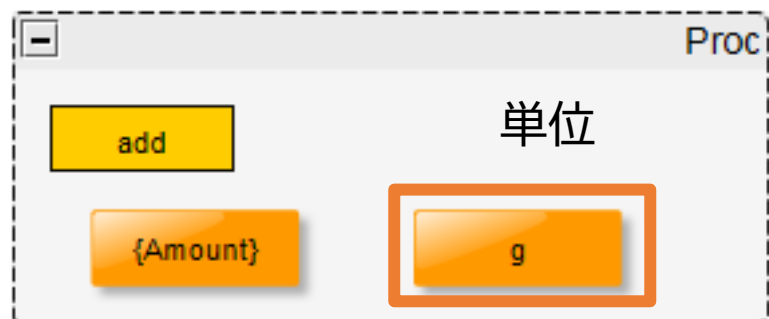 Proc
add
単位
{Amount}
g